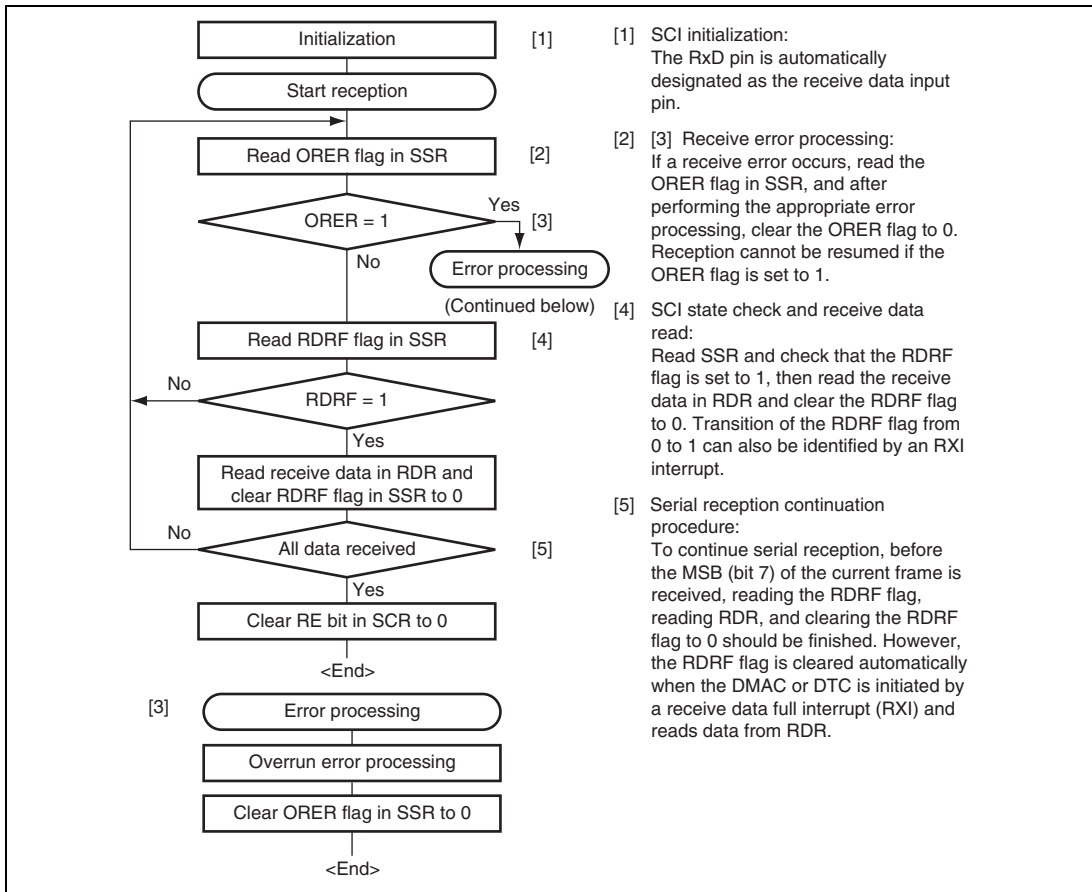 Initialization
[1]
Start reception
Read ORER flag in SSR
[2]
ORER = 1
Yes
[3]
No
Error processing
(Continued below)
Read RDRF flag in SSR
[4]
No
RDRF = 1
Yes
Read receive data in RDR and
clear RDRF flag in SSR to 0
No
All data received
[5]
Yes
Clear RE bit in SCR to 0
<End>
[3]
Error processing
Overrun error processing
Clear ORER flag in SSR to 0
<End>
[1] SCI initialization:
The RxD pin is automatically
designated as the receive data input
pin.
[2] [3] Receive error processing:
If a receive error occurs, read the
ORER flag in SSR, and after
performing the appropriate error
processing, clear the ORER flag to 0.
Reception cannot be resumed if the
ORER flag is set to 1.
[4] SCI state check and receive data
read:
Read SSR and check that the RDRF
flag is set to 1, then read the receive
data in RDR and clear the RDRF flag
to 0. Transition of the RDRF flag from
0 to 1 can also be identified by an RXI
interrupt.
[5] Serial reception continuation
procedure:
To continue serial reception, before
the MSB (bit 7) of the current frame is
received, reading the RDRF flag,
reading RDR, and clearing the RDRF
flag to 0 should be finished. However,
the RDRF flag is cleared automatically
when the DMAC or DTC is initiated by
a receive data full interrupt (RXI) and
reads data from RDR.